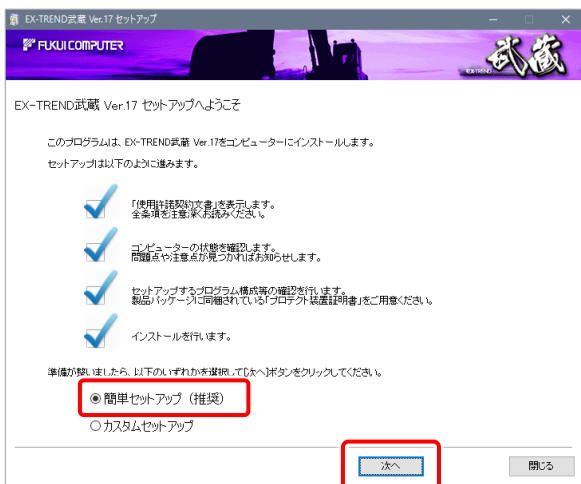 EX-TREND武蔵 Ver.17 セットアップ
FUKUI COMPUTER
EX-TREND 武蔵
EX-TREND武蔵 Ver.17 セットアップへようこそ
このプログラムは、EX-TREND武蔵 Ver.17をコンピューターにインストールします。
セットアップは以下のように進みます。
「使用許諾契約文書」を表示します。
全条項を注意深くお読みください。
コンピューターの状態を確認します。
問題点や注意点が見つかればお知らせします。
セットアップするプログラム構成等の確認を行います。
製品パッケージに同梱されている「プロテクト装置証明書」をご用意ください。
インストールを行います。
準備が整いましたら、以下のいずれかを選択して[次へ]ボタンをクリックしてください。
簡単セットアップ（推奨）
カスタムセットアップ
次へ
閉じる